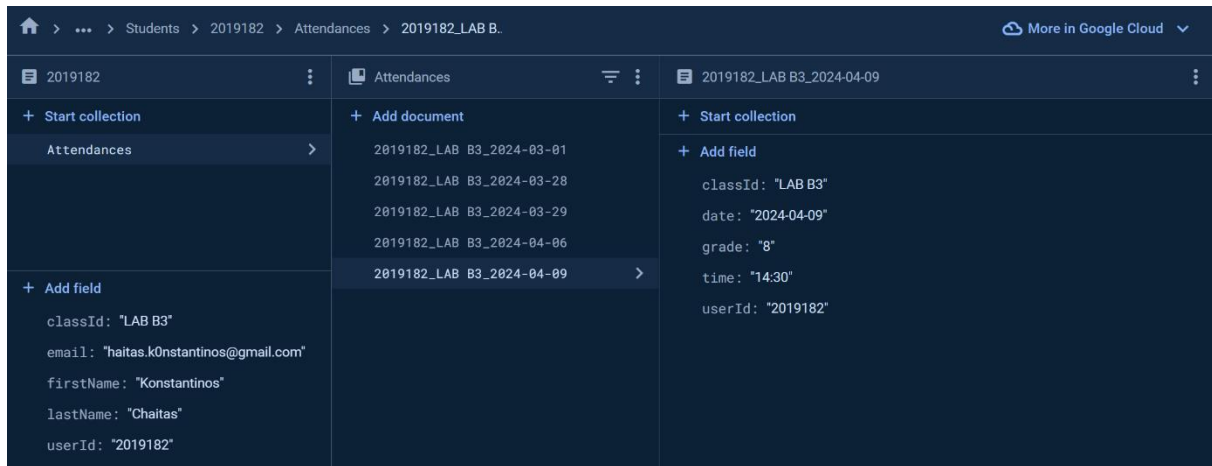 > ... > Students > 2019182 > Attendances > 2019182_LAB B..
More in Google Cloud
2019182
+ Start collection
Attendances
+ Add field
classId: "LAB B3"
email: "haitas.k0nstantinos@gmail.com"
firstName: "Konstantinos"
lastName: "Chaitas"
userId: "2019182"
Attendances
+ Add document
2019182_LAB B3_2024-03-01
2019182_LAB B3_2024-03-28
2019182_LAB B3_2024-03-29
2019182_LAB B3_2024-04-06
2019182_LAB B3_2024-04-09
2019182_LAB B3_2024-04-09
+ Start collection
+ Add field
classId: "LAB B3"
date: "2024-04-09"
grade: "8"
time: "14:30"
userId: "2019182"